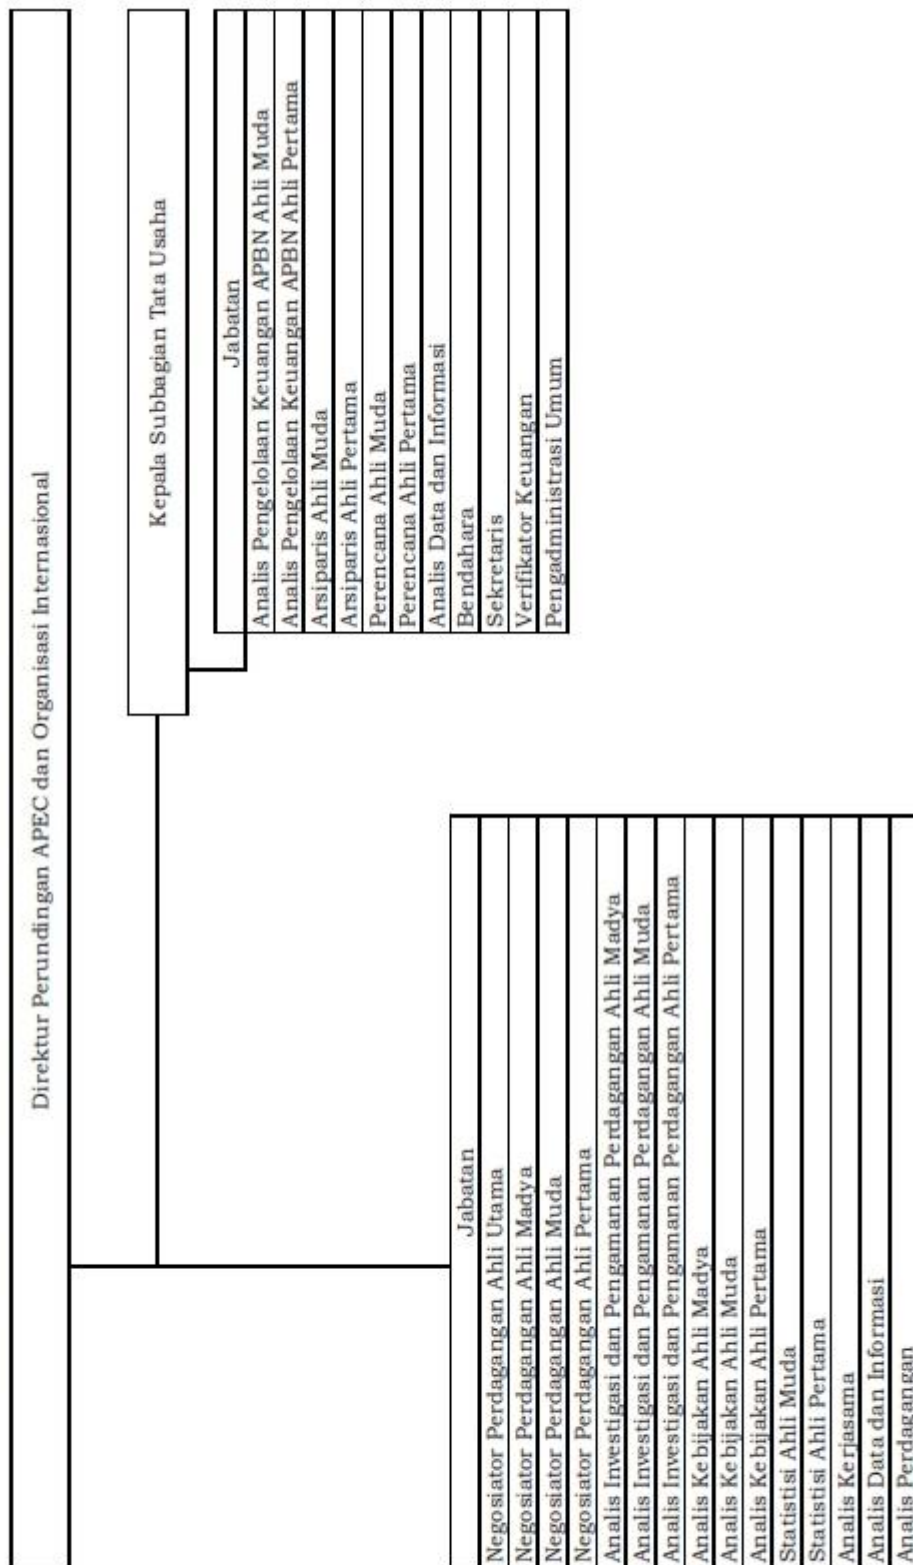 Direktur Perundingan APEC dan Organisasi Internasional
Kepala Subbagian Tata Usaha
Jabatan
Analis Pengelolaan Keuangan APBN Ahli Muda
Analis Pengelolaan Keuangan APBN Ahli Pertama
Arsiparis Ahli Muda
Arsiparis Ahli Pertama
Perencana Ahli Muda
Perencana Ahli Pertama
Analis Data dan Informasi
Bendahara
Sekretaris
Verifikator Keuangan
Pengadministrasi Umum
Jabatan
Negosiator Perdagangan Ahli Utama
Negosiator Perdagangan Ahli Madya
Negosiator Perdagangan Ahli Muda
Negosiator Perdagangan Ahli Pertama
Analis Investigasi dan Pengamanan Perdagangan Ahli Madya
Analis Investigasi dan Pengamanan Perdagangan Ahli Muda
Analis Investigasi dan Pengamanan Perdagangan Ahli Pertama
Analis Kebijakan Ahli Madya
Analis Kebijakan Ahli Muda
Analis Kebijakan Ahli Pertama
Statistisi Ahli Muda
Statistisi Ahli Pertama
Analis Kerjasama
Analis Data dan Informasi
Analis Perdagangan